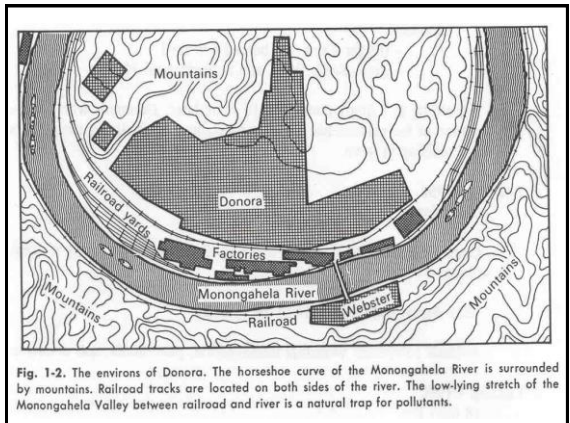 Mountains
Donora
Railroad yards
Factories
Monongahela River
Mountains
Railroad
Webster
Mountains
Fig. 1-2. The environs of Donora. The horseshoe curve of the Monongahela River is surrounded
by mountains. Railroad tracks are located on both sides of the river. The low-lying stretch of the
Monongahela Valley between railroad and river is a natural trap for pollutants.